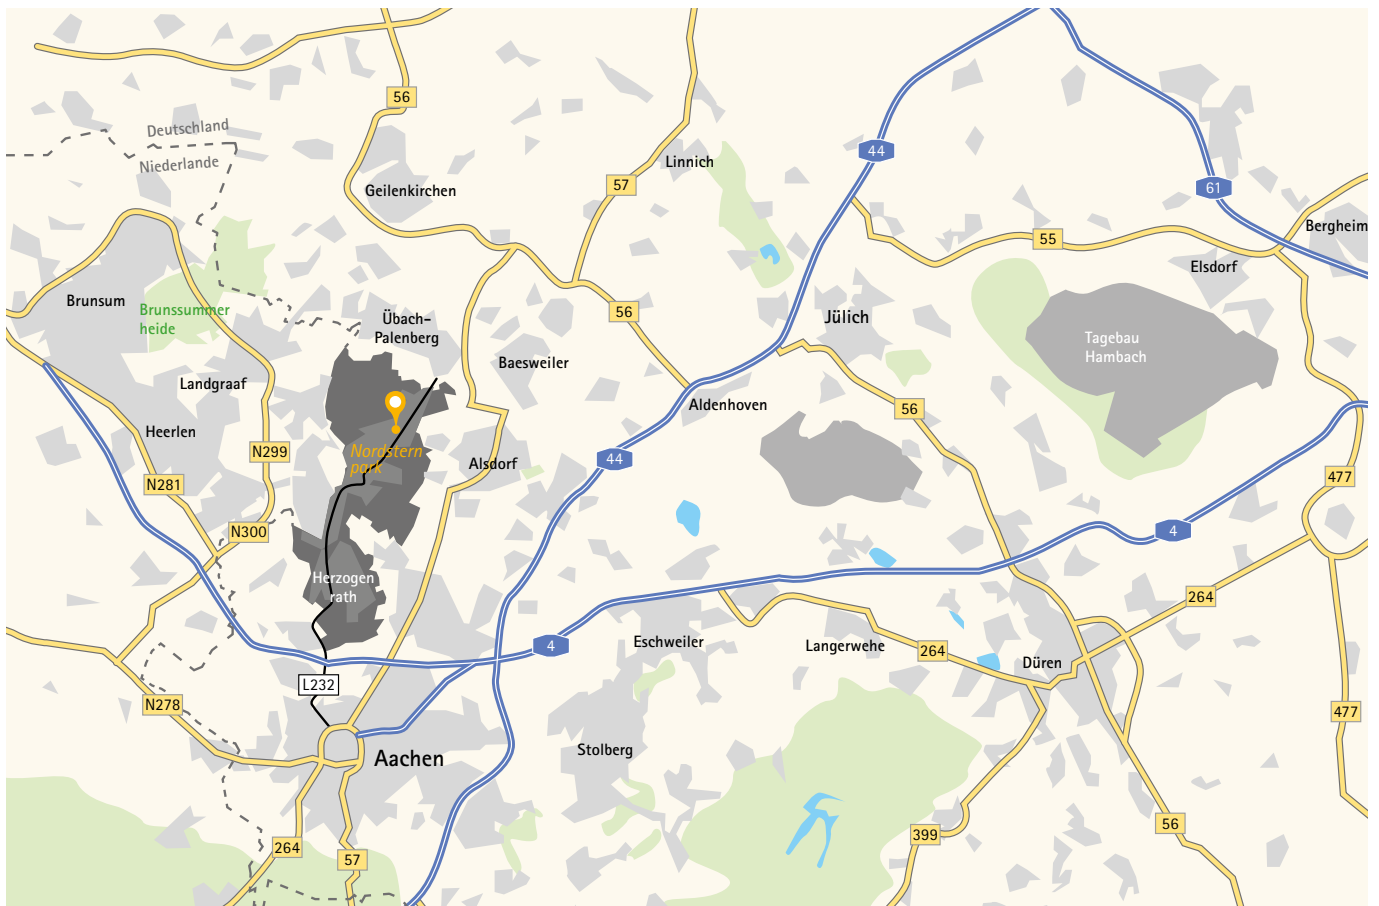 56
Deutschland
Niederlande
Geilenkirchen
Linnich
57
44
61
Bergheim
55
Elsdorf
Brunsum
Brunssummer
heide
Übach-
Palenberg
56
Jülich
Tagebau
Hambach
Baesweiler
Landgraaf
Aldenhoven
56
Heerlen
N299
Nordstern
park
Alsdorf
44
477
N281
N300
4
Herzogen
rath
264
4
Eschweiler
Langerwehe
264
Düren
L232
N278
477
Stolberg
Aachen
264
57
399
56